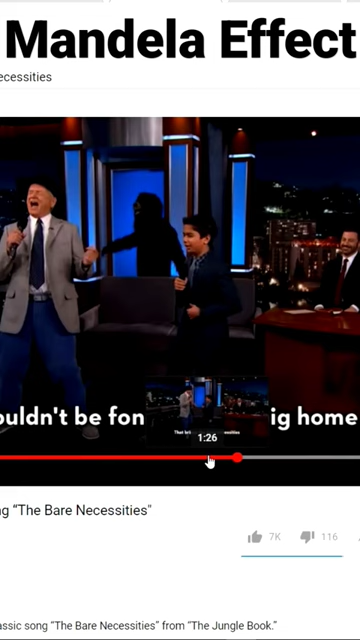 Mandela Effect
ecessities
ouldn't be fon
ig home
1:26
ng “The Bare Necessities"
7K
116
assic song “The Bare Necessities” from “The Jungle Book.”